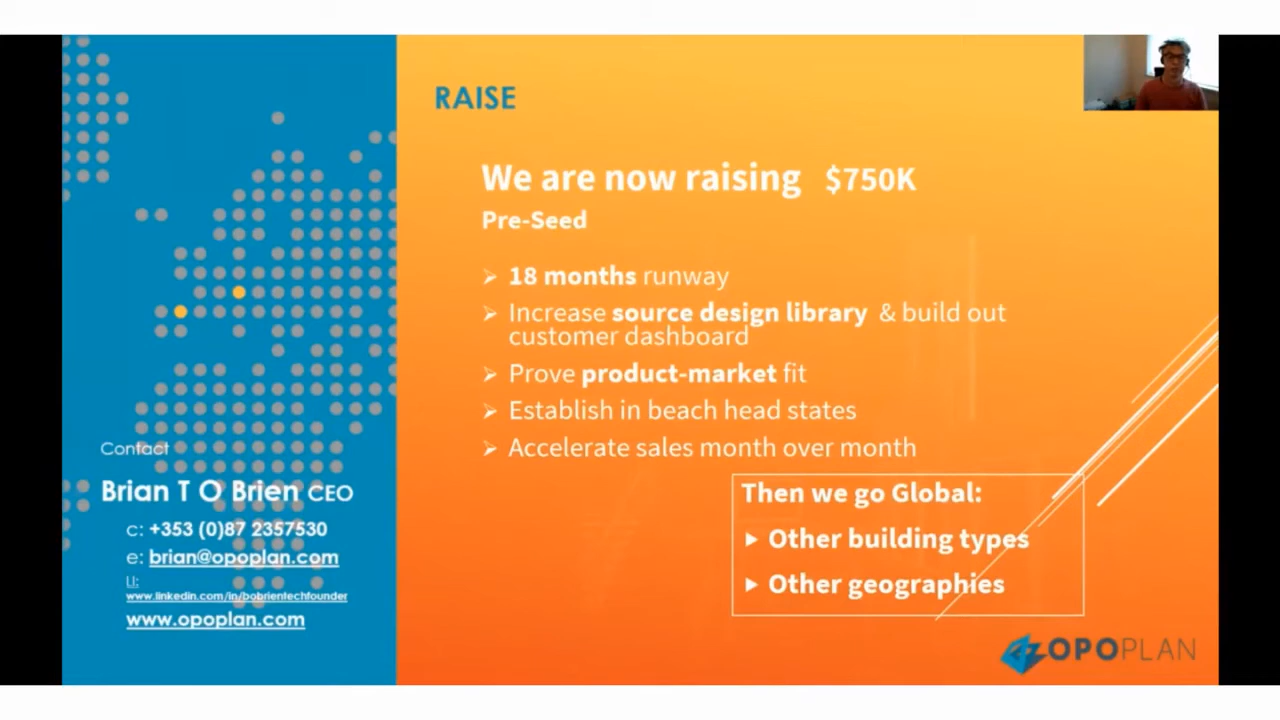 RAISE
We are now raising $750K
Pre-Seed
➢ 18 months runway
➢ Increase source design library & build out
customer dashboard
➢ Prove product-market fit
➢ Establish in beach head states
➢ Accelerate sales month over month
Then we go Global:
▶ Other building types
▶ Other geographies
Contact
Brian T O Brien CEO
c: +353 (0)87 2357530
e: brian@opoplan.com
LI:
www.linkedin.com/in/bobrientechfounder
www.opoplan.com
OPOPLAN